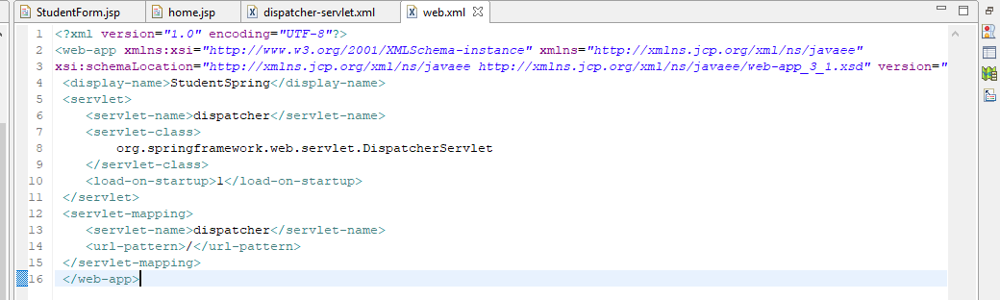 StudentForm.jsp home.jsp dispatcher-servlet.xml web.xml
1 <?xml version="1.0" encoding="UTF-8"?>
2 <web-app xmlns:xsi="http://www.w3.org/2001/XMLSchema-instance" xmlns="http://xmlns.jcp.org/xml/ns/javaee"
3 xsi:schemaLocation="http://xmlns.jcp.org/xml/ns/javaee http://xmlns.jcp.org/xml/ns/javaee/web-app_3_1.xsd" version="
4 <display-name>StudentSpring</display-name>
5 <servlet>
6 <servlet-name>dispatcher</servlet-name>
7 <servlet-class>
8 org.springframework.web.servlet.DispatcherServlet
9 </servlet-class>
10 <load-on-startup>1</load-on-startup>
11 </servlet>
12 <servlet-mapping>
13 <servlet-name>dispatcher</servlet-name>
14 <url-pattern>/</url-pattern>
15 </servlet-mapping>
16 </web-app>